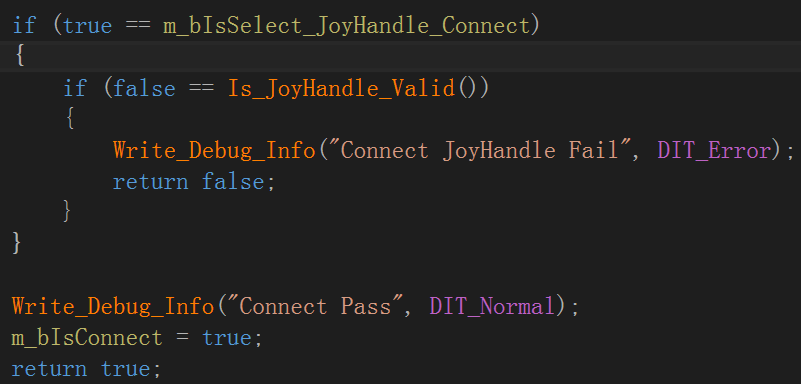 if (true == m_bIsSelect_JoyHandle_Connect)
{
    if (false == Is_JoyHandle_Valid())
    {
        Write_Debug_Info("Connect JoyHandle Fail", DIT_Error);
        return false;
    }
}

Write_Debug_Info("Connect Pass", DIT_Normal);
m_bIsConnect = true;
return true;